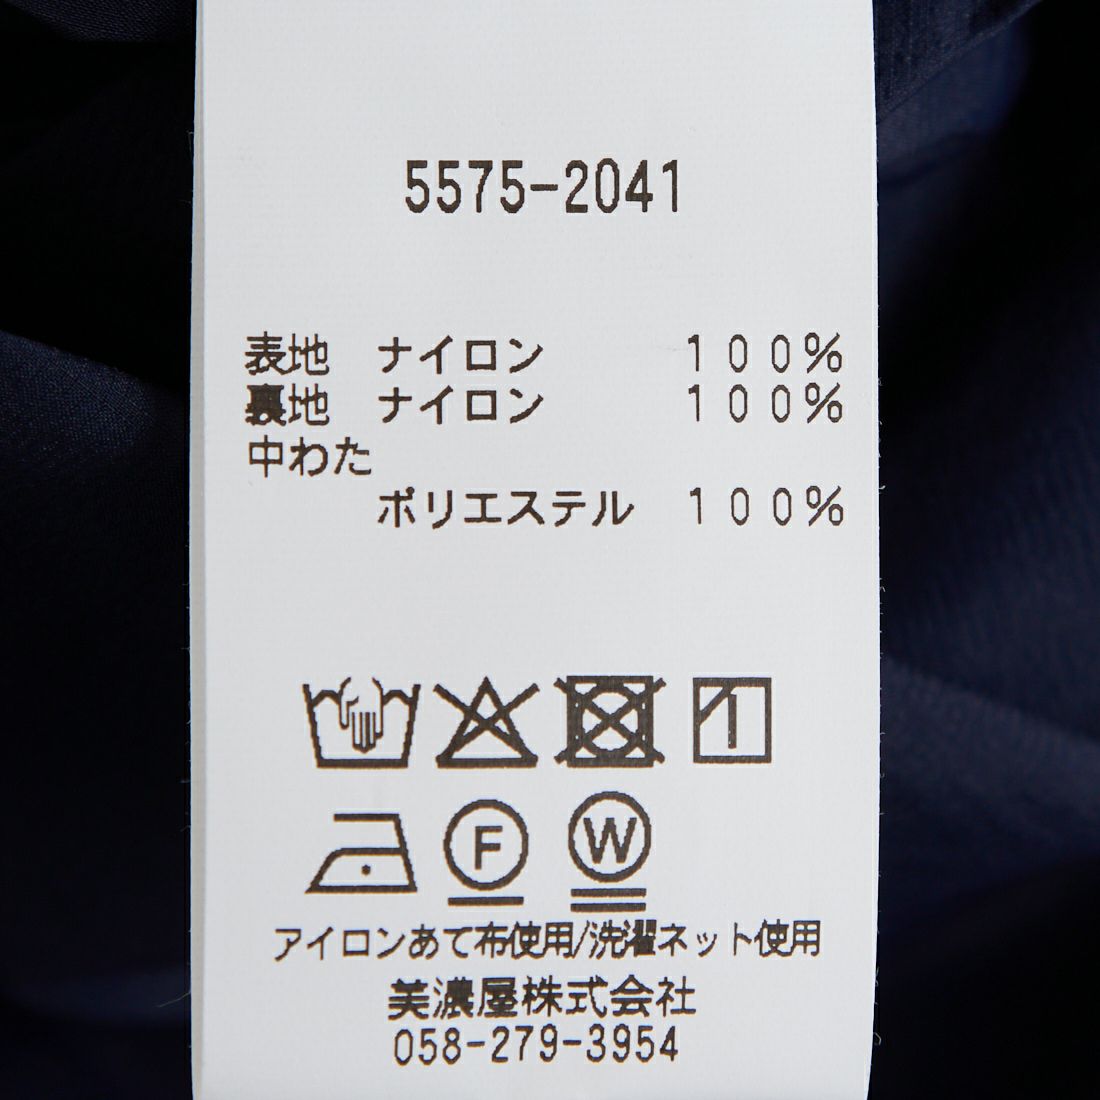 5575-2041
表地 ナイロン 100%
裏地 ナイロン 100%
中わた
ポリエステル 100%
F W
アイロンあて布使用/洗濯ネット使用
美濃屋株式会社
058-279-3954